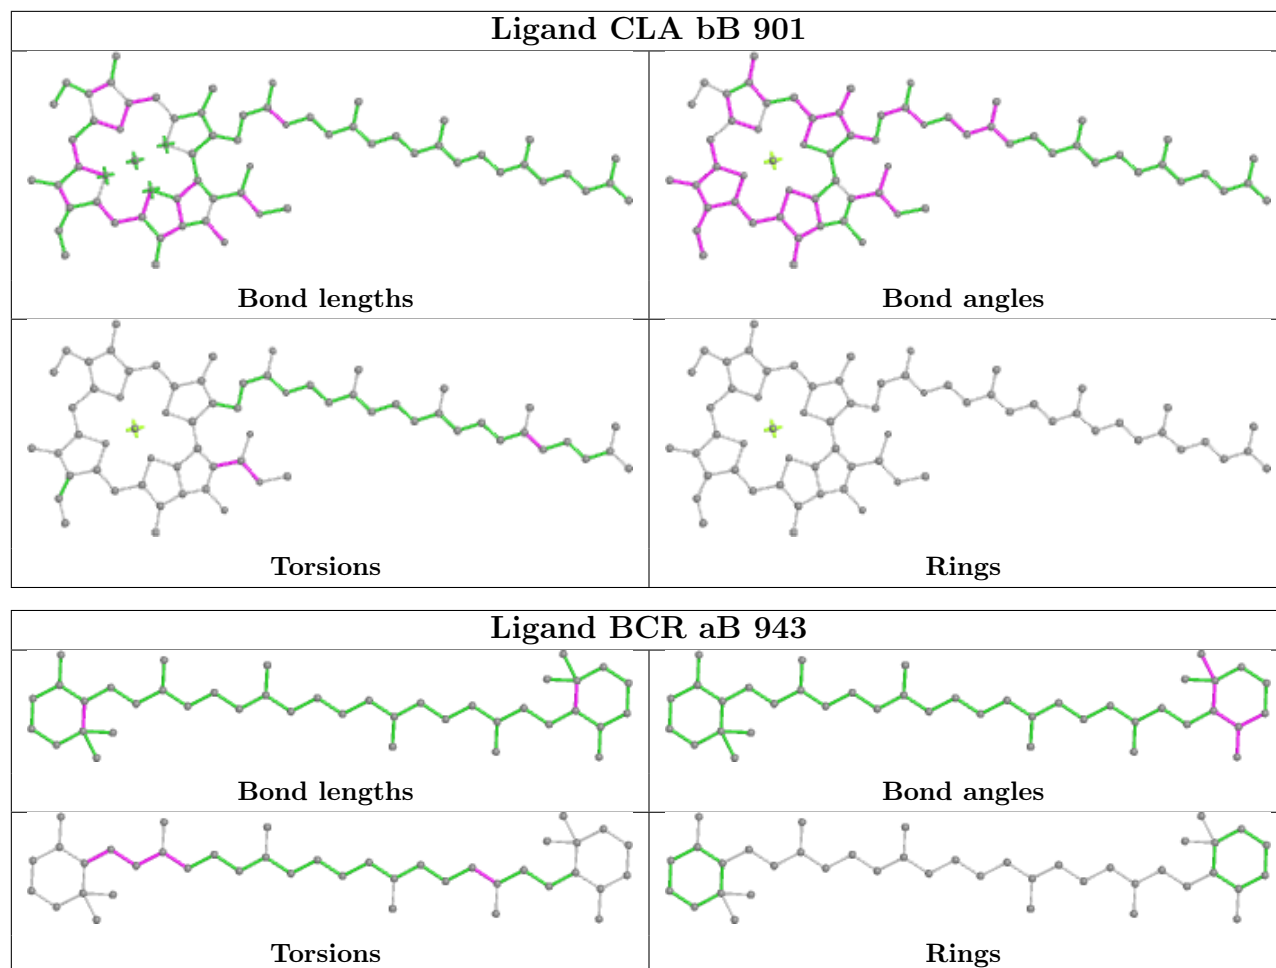 Ligand CLA bB 901
Bond lengths
Bond angles
Torsions
Rings
Ligand BCR aB 943
Bond lengths
Bond angles
Torsions
Rings